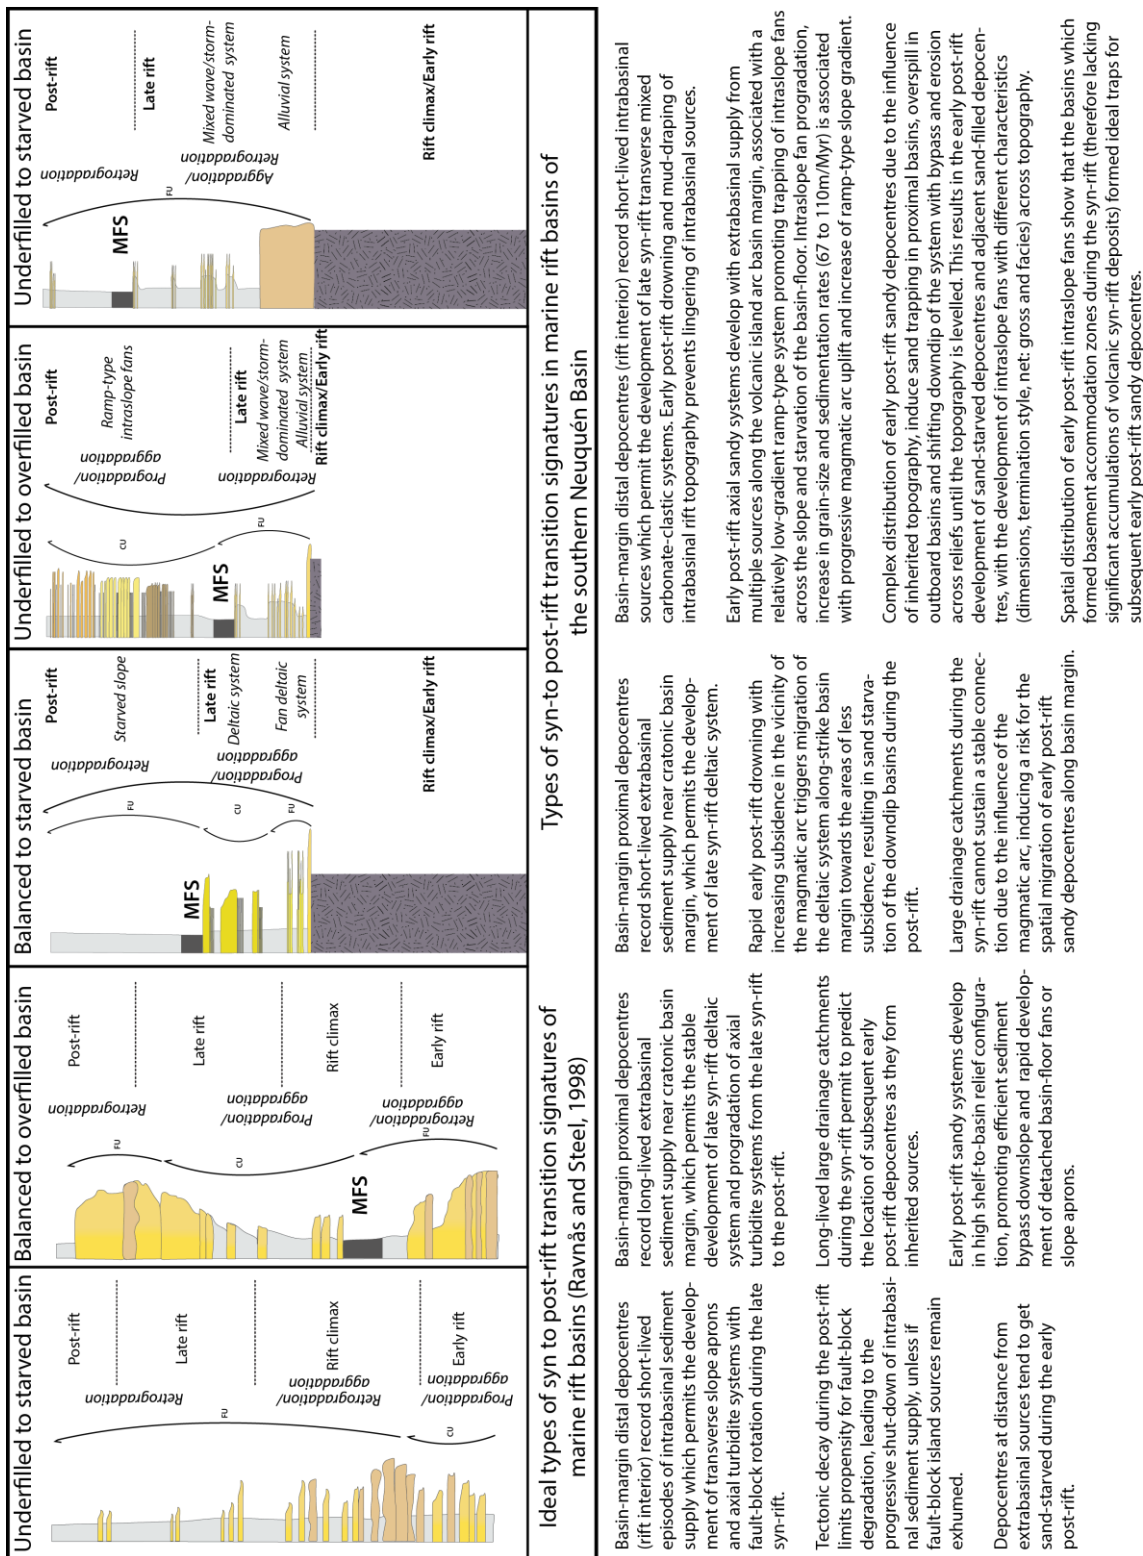 Underfilled to starved basin
Post-rift
Late rift
Rift climax
Early rift
Retrogradation
Retrogradation/
aggradation
Progradation/
aggradation
FU
CU
Balanced to overfilled basin
Post-rift
Late rift
Rift climax
Early rift
Retrogradation
Progradation/
aggradation
Retrogradation/
aggradation
FU
CU
FU
MFS
Balanced to starved basin
Post-rift
Starved slope
Late rift
Deltaic system
Fan deltaic
system
Rift climax/Early rift
Retrogradation
Progradation/
aggradation
FU
CU
FU
MFS
Underfilled to overfilled basin
Post-rift
Ramp-type
intraslope fans
Late rift
Mixed wave/storm-
dominated system
Alluvial system
Rift climax/Early rift
Progradation/
aggradation
Retrogradation
CU
FU
MFS
Underfilled to starved basin
Post-rift
Late rift
Mixed wave/storm-
dominated system
Alluvial system
Rift climax/Early rift
Retrogradation
Aggradation/
Retrogradation
FU
MFS
Ideal types of syn to post-rift transition signatures of
marine rift basins (Ravnås and Steel, 1998)
Types of syn-to post-rift transition signatures in marine rift basins of
the southern Neuquén Basin
Basin-margin distal depocentres
(rift interior) record short-lived
episodes of intrabasinal sediment
supply which permits the develop-
ment of transverse slope aprons
and axial turbidite systems with
fault-block rotation during the late
syn-rift.
Tectonic decay during the post-rift
limits propensity for fault-block
degradation, leading to the
progressive shut-down of intrabasi-
nal sediment supply, unless if
fault-block island sources remain
exhumed.
Depocentres at distance from
extrabasinal sources tend to get
sand-starved during the early
post-rift.
Basin-margin proximal depocentres
record long-lived extrabasinal
sediment supply near cratonic basin
margin, which permits the stable
development of late syn-rift deltaic
system and progradation of axial
turbidite systems from the late syn-rift
to the post-rift.
Long-lived large drainage catchments
during the syn-rift permit to predict
the location of subsequent early
post-rift depocentres as they form
inherited sources.
Early post-rift sandy systems develop
in high shelf-to-basin relief configura-
tion, promoting efficient sediment
bypass downslope and rapid develop-
ment of detached basin-floor fans or
slope aprons.
Basin-margin proximal depocentres
record short-lived extrabasinal
sediment supply near cratonic basin
margin, which permits the develop-
ment of late syn-rift deltaic system.
Rapid early post-rift drowning with
increasing subsidence in the vicinity of
the magmatic arc triggers migration of
the deltaic system along-strike basin
margin towards the areas of less
subsidence, resulting in sand starva-
tion of the downdip basins during the
post-rift.
Large drainage catchments during the
syn-rift cannot sustain a stable connec-
tion due to the influence of the
magmatic arc, inducing a risk for the
spatial migration of early post-rift
sandy depocentres along basin margin.
Basin-margin distal depocentres (rift interior) record short-lived intrabasinal
sources which permit the development of late syn-rift transverse mixed
carbonate-clastic systems. Early post-rift drowning and mud-draping of
intrabasinal rift topography prevents lingering of intrabasinal sources.
Early post-rift axial sandy systems develop with extrabasinal supply from
multiple sources along the volcanic island arc basin margin, associated with a
relatively low-gradient ramp-type system promoting trapping of intraslope fans
across the slope and starvation of the basin-floor. Intraslope fan progradation,
increase in grain-size and sedimentation rates (67 to 110m/Myr) is associated
with progressive magmatic arc uplift and increase of ramp-type slope gradient.
Complex distribution of early post-rift sandy depocentres due to the influence
of inherited topography, induce sand trapping in proximal basins, overspill in
outboard basins and shifting downdip of the system with bypass and erosion
across reliefs until the topography is levelled. This results in the early post-rift
development of sand-starved depocentres and adjacent sand-filled depocen-
tres, with the development of intraslope fans with different characteristics
(dimensions, termination style, net: gross and facies) across topography.
Spatial distribution of early post-rift intraslope fans show that the basins which
formed basement accommodation zones during the syn-rift (therefore lacking
significant accumulations of volcanic syn-rift deposits) formed ideal traps for
subsequent early post-rift sandy depocentres.